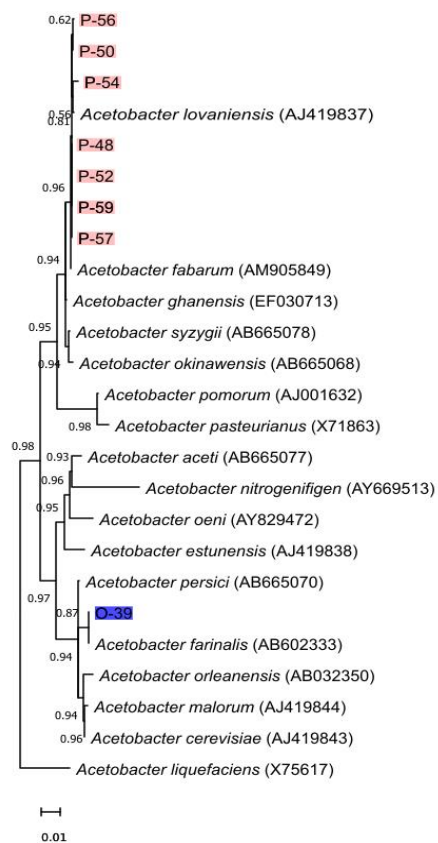 0.62
P-56
P-50
P-54
0.56
0.81
Acetobacter lovaniensis (AJ419837)
P-48
P-52
0.96
P-59
P-57
0.94
Acetobacter fabarum (AM905849)
Acetobacter ghanensis (EF030713)
0.95
Acetobacter syzygii (AB665078)
0.94
Acetobacter okinawensis (AB665068)
Acetobacter pomorum (AJ001632)
0.98
Acetobacter pasteurianus (X71863)
0.98
0.93
Acetobacter aceti (AB665077)
0.96
Acetobacter nitrogenifigen (AY669513)
0.95
Acetobacter oeni (AY829472)
Acetobacter estunensis (AJ419838)
0.97
Acetobacter persici (AB665070)
0.87
O-39
Acetobacter farinalis (AB602333)
0.94
Acetobacter orleanensis (AB032350)
0.94
Acetobacter malorum (AJ419844)
0.96
Acetobacter cerevisiae (AJ419843)
Acetobacter liquefaciens (X75617)
0.01